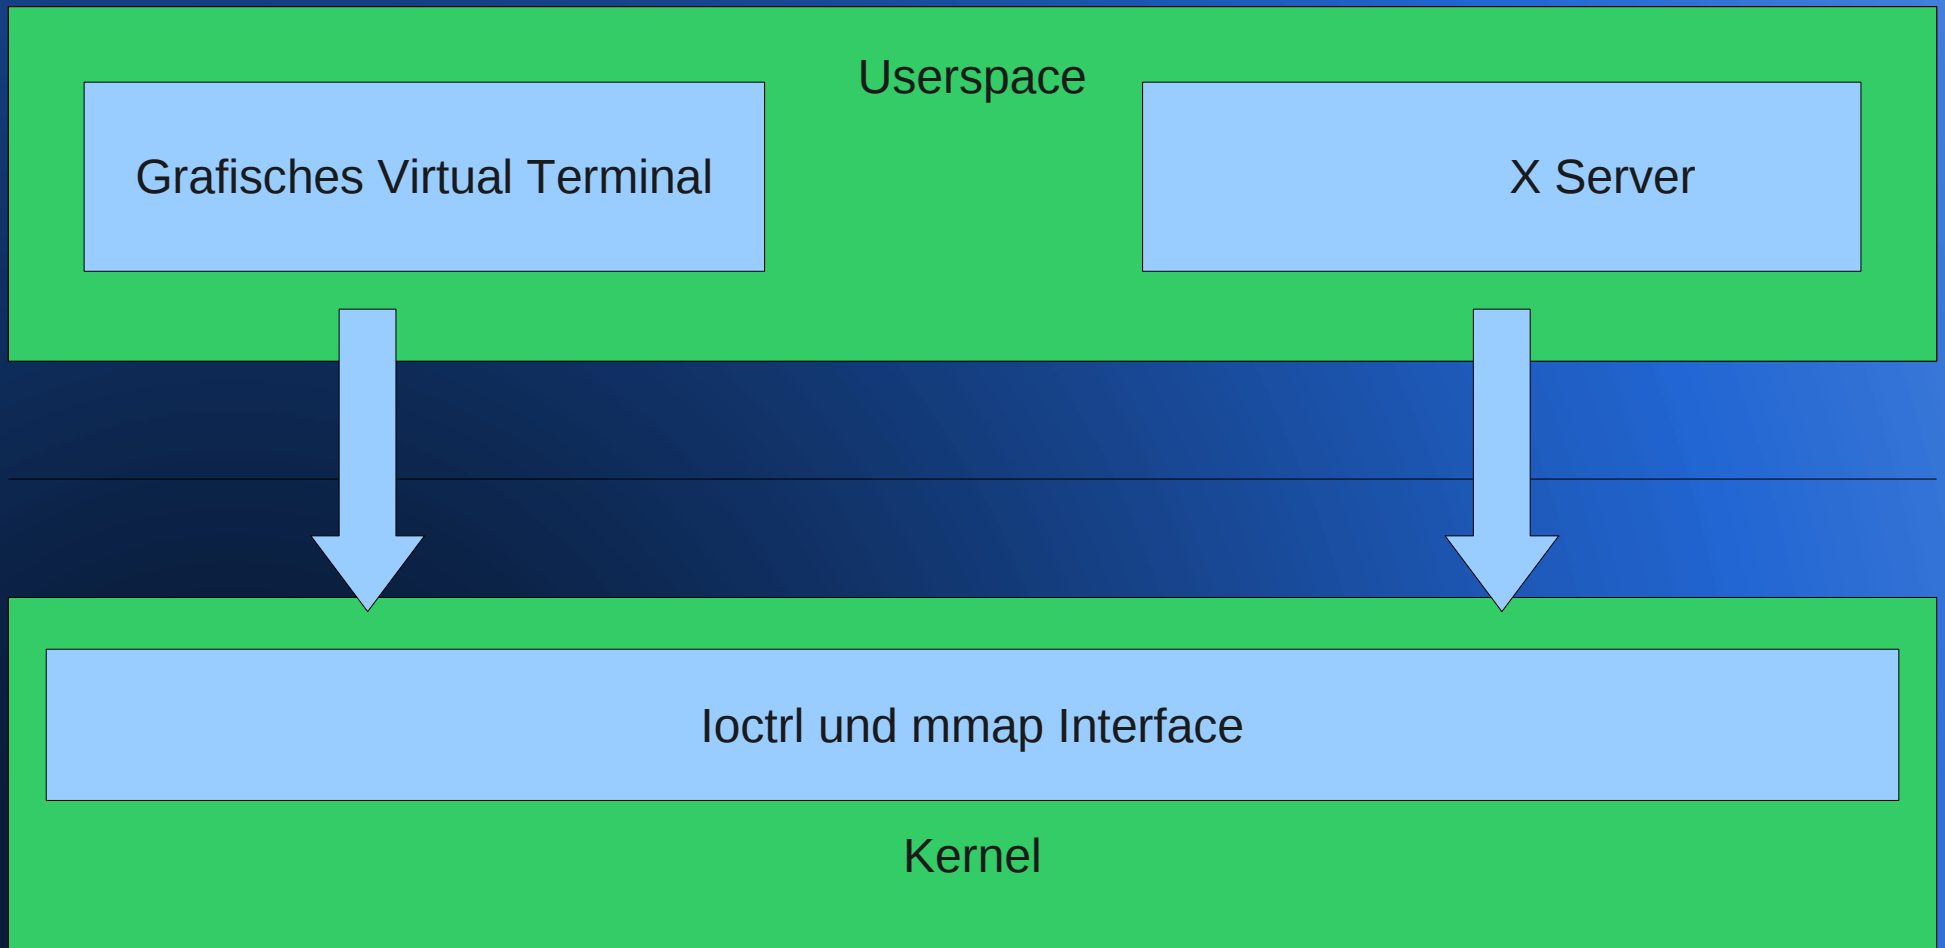 Userspace
Grafisches Virtual Terminal
X Server
Ioctrl und mmap Interface
Kernel